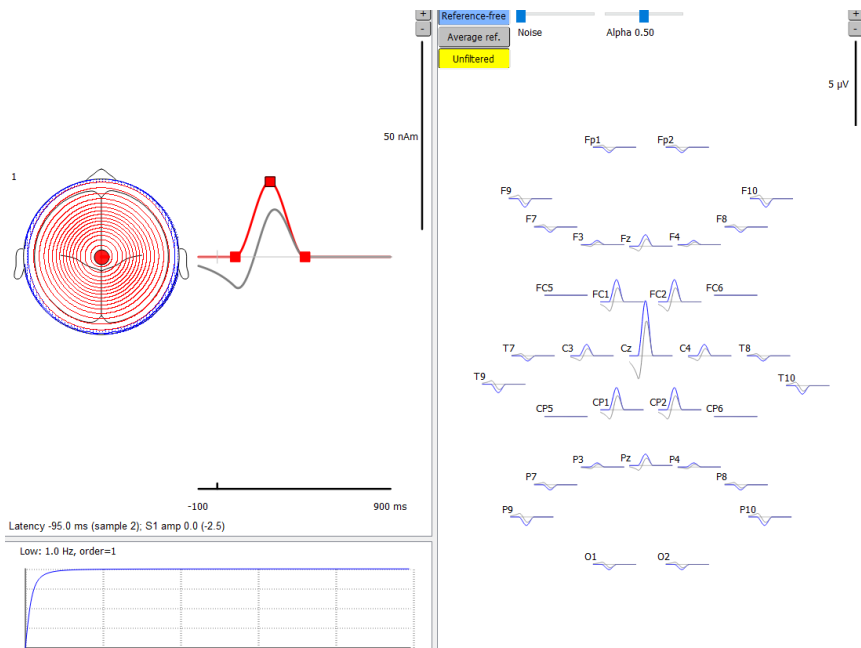 +
-
50 nAm
1
-100
900 ms
Latency -95.0 ms (sample 2); S1 amp 0.0 (-2.5)
Low: 1.0 Hz, order=1
Reference-free
Average ref.
Unfiltered
Noise
Alpha 0.50
+
-
5 µV
Fp1 Fp2
F9 F10
F7 F8
F3 Fz F4
FC5 FC1 FC2 FC6
T7 C3 Cz C4 T8
T9 T10
CP5 CP1 CP2 CP6
P3 Pz P4
P7 P8
P9 P10
O1 O2